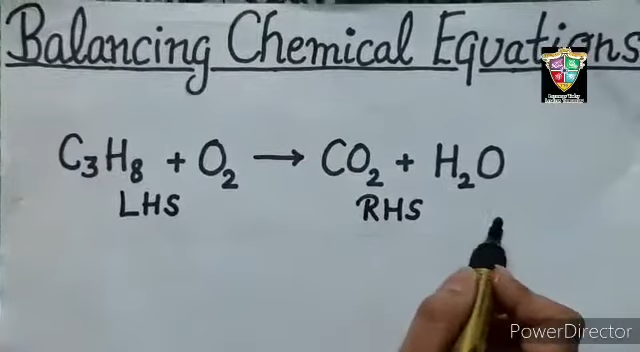 Balancing Chemical Equations
C₃H₈ + O₂ → CO₂ + H₂O
LHS RHS
PowerDirector